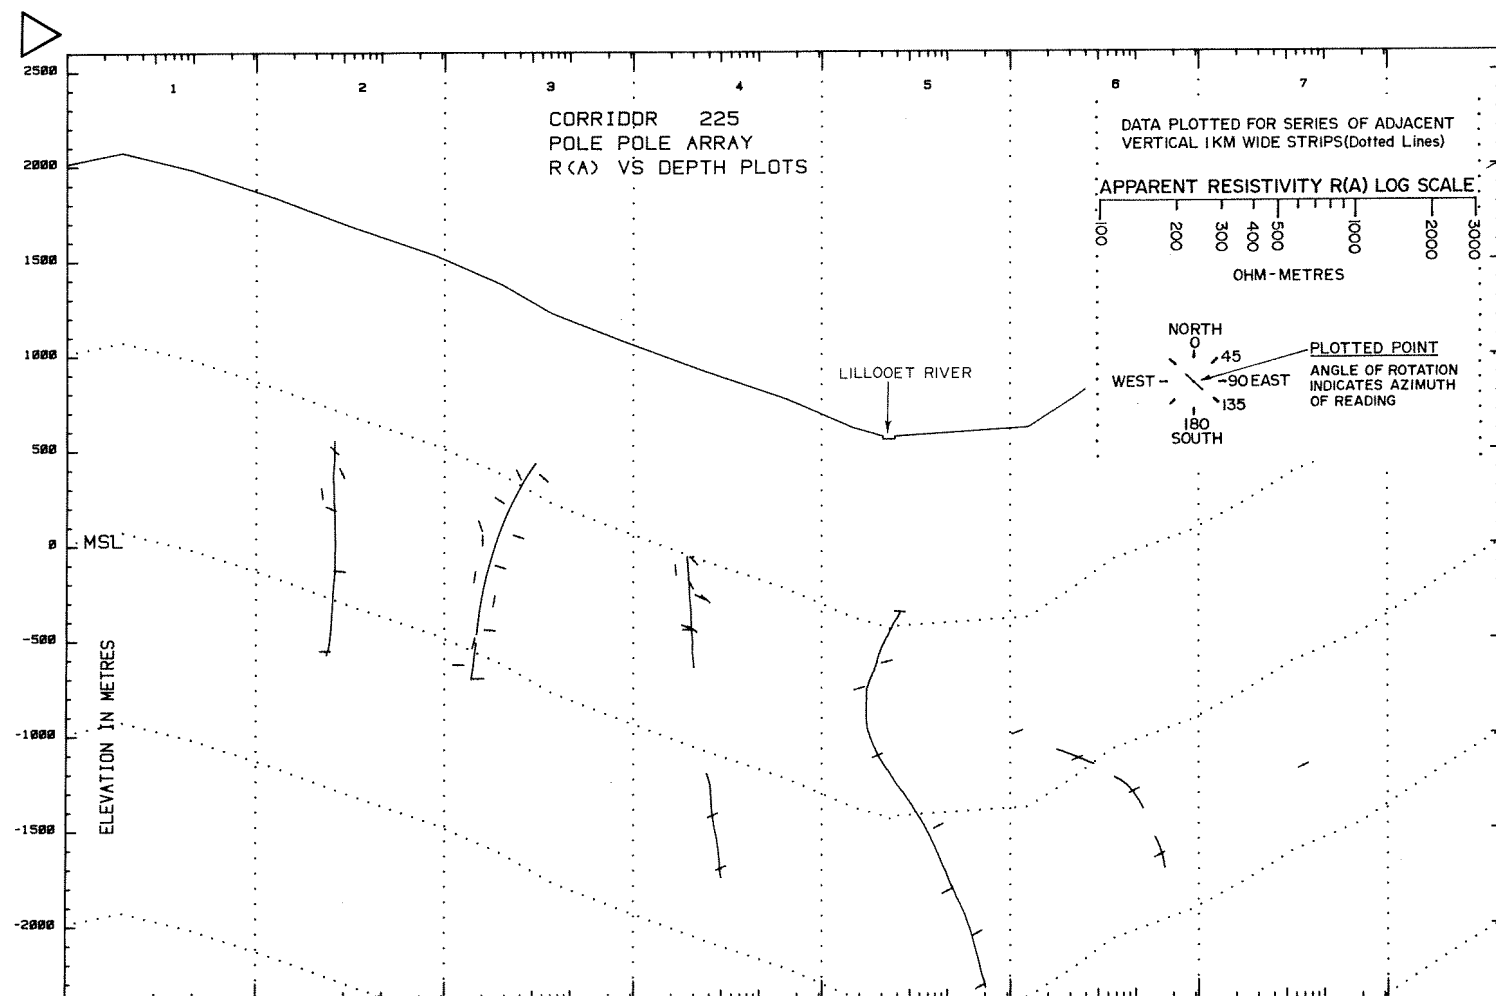 2500
1
2
3
4
5
6
7
CORRIDOR 225
POLE POLE ARRAY
R(A) VS DEPTH PLOTS
DATA PLOTTED FOR SERIES OF ADJACENT
VERTICAL 1KM WIDE STRIPS(Dotted Lines)
APPARENT RESISTIVITY R(A) LOG SCALE
100
200
300
400
500
1000
2000
3000
OHM-METRES
2000
1500
1000
500
0
MSL
-500
-1000
-1500
-2000
ELEVATION IN METRES
LILLOOET RIVER
NORTH
0
45
WEST
90 EAST
135
180
SOUTH
PLOTTED POINT
ANGLE OF ROTATION
INDICATES AZIMUTH
OF READING